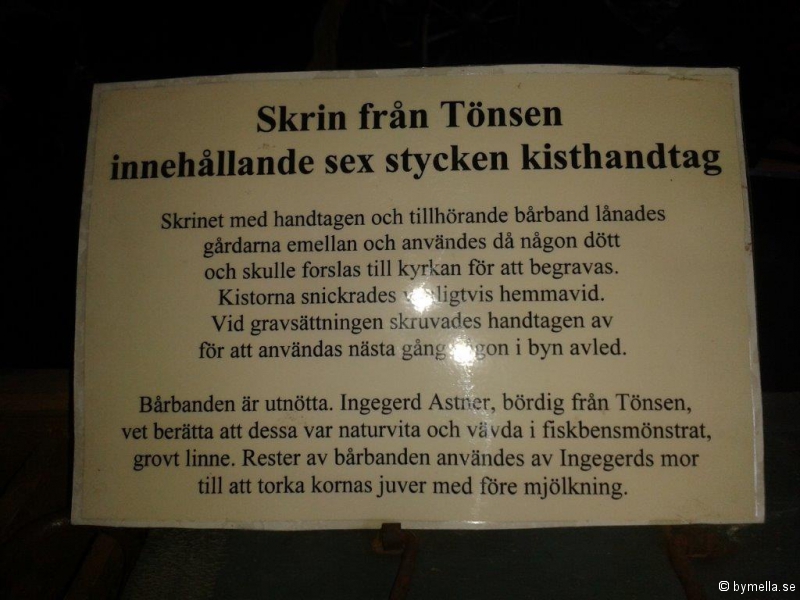 Skrin från Tönsen
innehållande sex stycken kisthandtag
Skrinet med handtagen och tillhörande bårband lånades
gårdarna emellan och användes då någon dött
och skulle forslas till kyrkan för att begravas.
Kistorna snickrades vanligtvis hemmavid.
Vid gravsättningen skruvades handtagen av
för att användas nästa gång någon i byn avled.
Bårbanden är utnötta. Ingegerd Astner, bördig från Tönsen,
vet berätta att dessa var naturvita och vävda i fiskbensmönstrat,
grovt linne. Rester av bårbanden användes av Ingegerds mor
till att torka kornas juver med före mjölkning.
© bymella.se